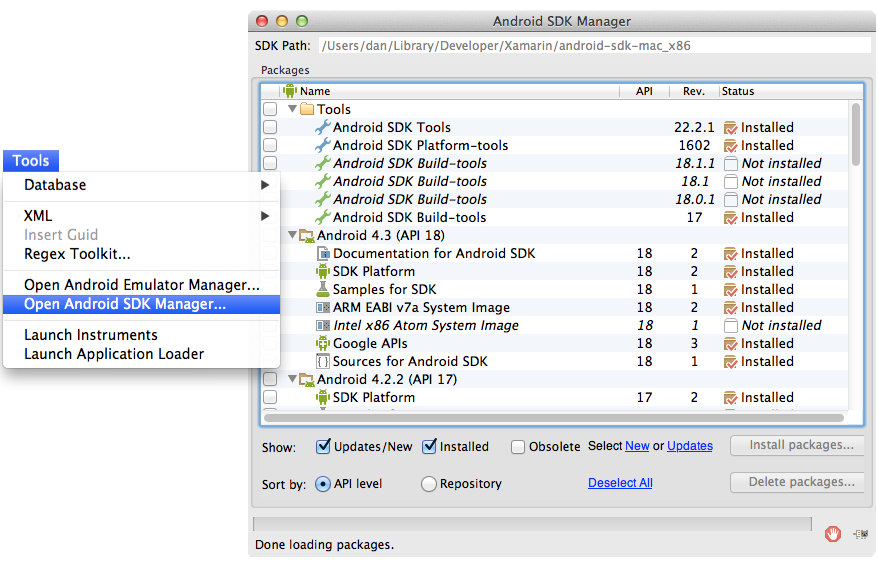 Android SDK Manager
SDK Path: /Users/dan/Library/Developer/Xamarin/android-sdk-mac_x86
Packages
Name API Rev. Status
Tools
Android SDK Tools 22.2.1 Installed
Android SDK Platform-tools 1602 Installed
Android SDK Build-tools 18.1.1 Not installed
Android SDK Build-tools 18.1 Not installed
Android SDK Build-tools 18.0.1 Not installed
Android SDK Build-tools 17 Installed
Android 4.3 (API 18)
Documentation for Android SDK 18 2 Installed
SDK Platform 18 2 Installed
Samples for SDK 18 1 Installed
ARM EABI v7a System Image 18 2 Installed
Intel x86 Atom System Image 18 1 Not installed
Google APIs 18 3 Installed
Sources for Android SDK 18 1 Installed
Android 4.2.2 (API 17)
SDK Platform 17 2 Installed
Show: Updates/New Installed Obsolete Select New or Updates Install packages...
Sort by: API level Repository Deselect All Delete packages...
Done loading packages.
Tools
Database
XML
Insert Guid
Regex Toolkit...
Open Android Emulator Manager...
Open Android SDK Manager...
Launch Instruments
Launch Application Loader